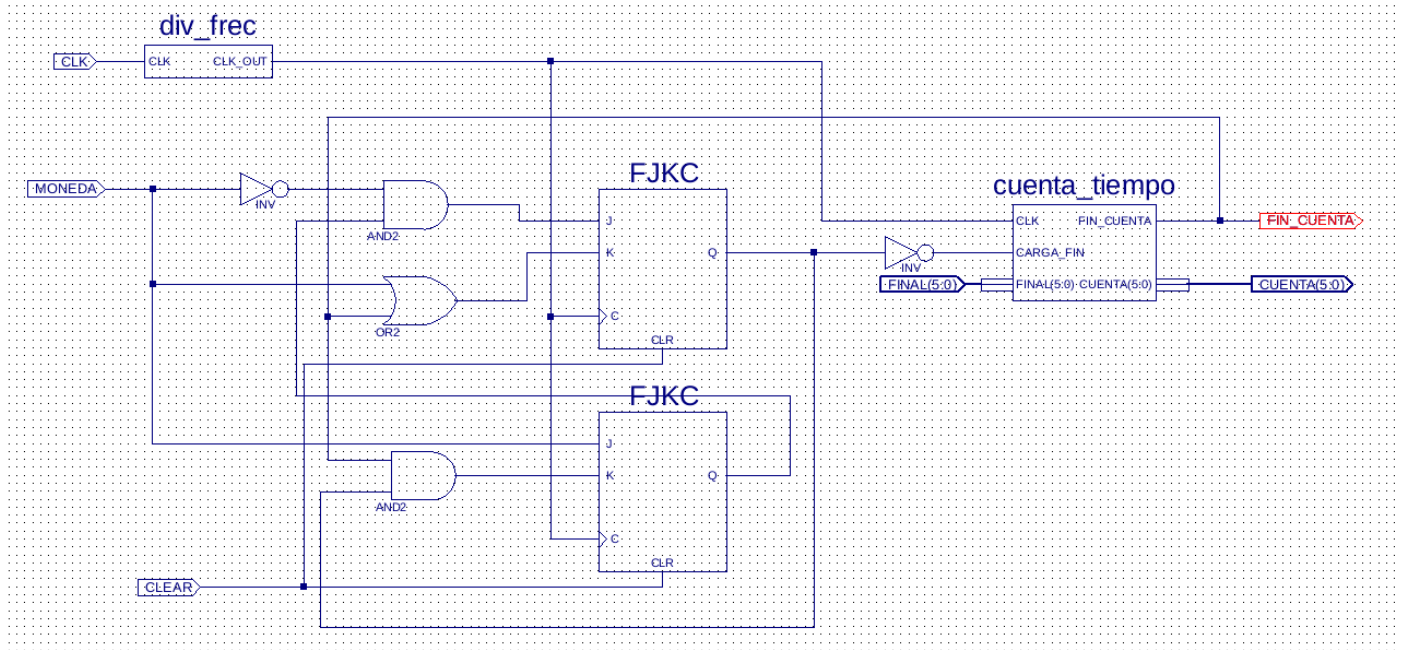 div_frec
CLK
CLK
CLK_OUT
FJKC
cuenta_tiempo
MONEDA
INV
AND2
J
K
Q
C
CLR
OR2
CLK
FIN_CUENTA
FIN_CUENTA
CARGA_FIN
INV
FINAL(5:0)
FINAL(5:0)
CUENTA(5:0)
CUENTA(5:0)
FJKC
J
K
Q
C
CLR
AND2
CLEAR